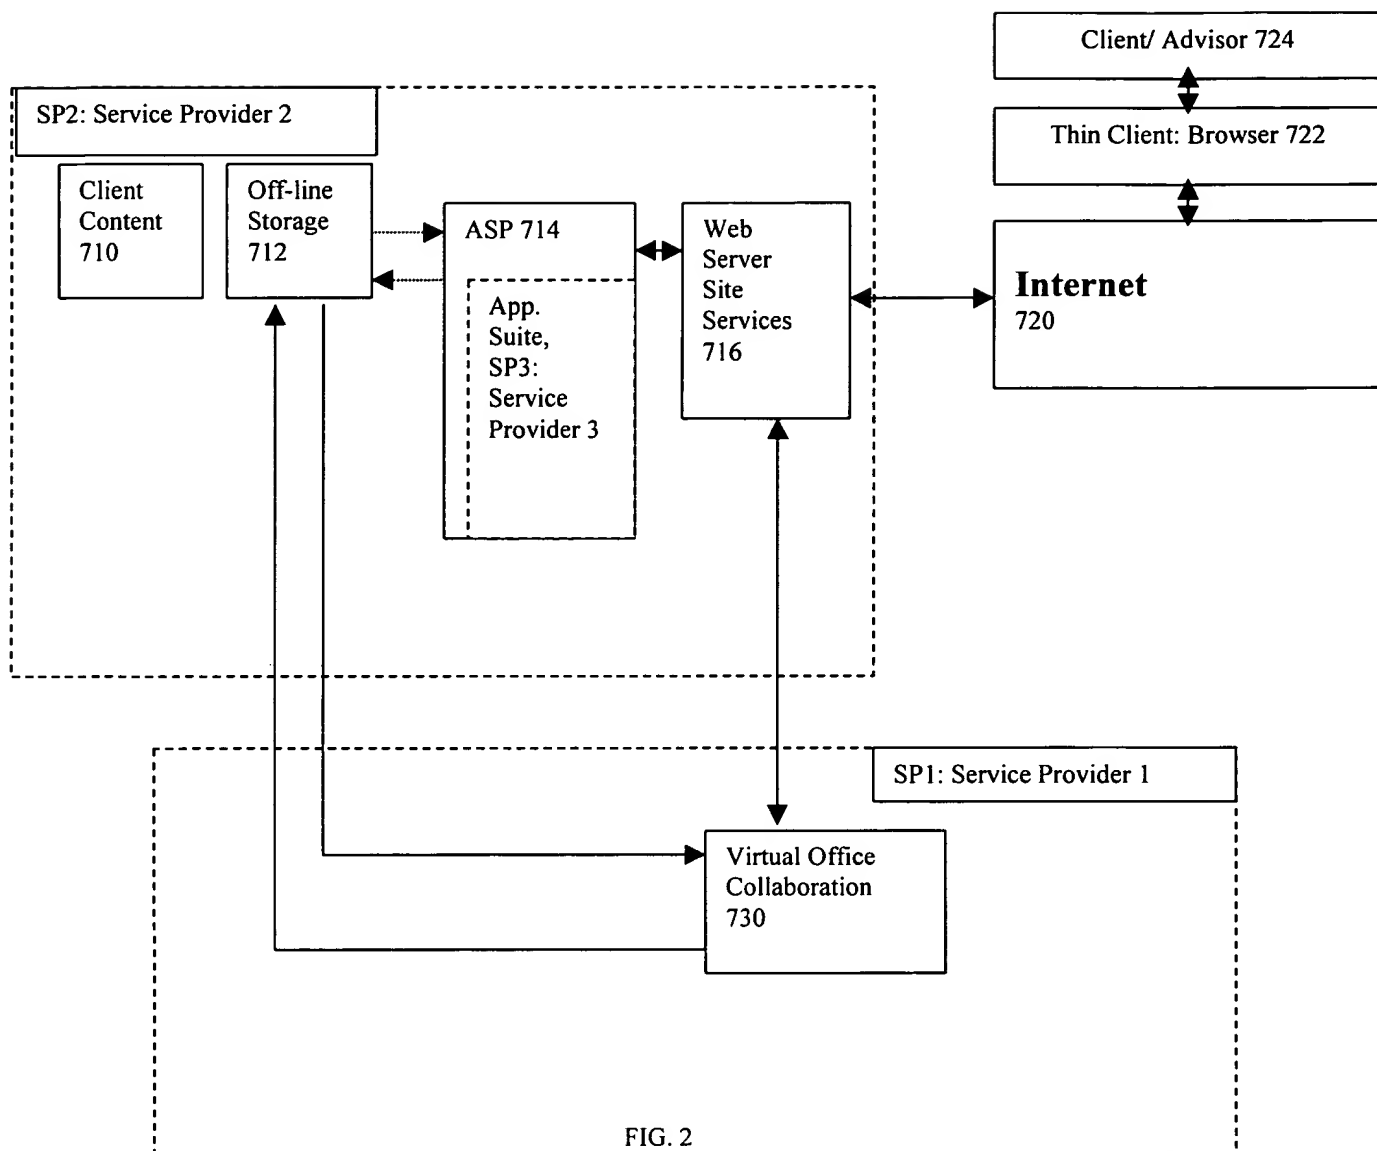 Client/ Advisor 724
SP2: Service Provider 2
Thin Client: Browser 722
Client
Content
710
Off-line
Storage
712
ASP 714
App.
Suite,
SP3:
Service
Provider 3
Web
Server
Site
Services
716
Internet
720
SP1: Service Provider 1
Virtual Office
Collaboration
730
FIG. 2